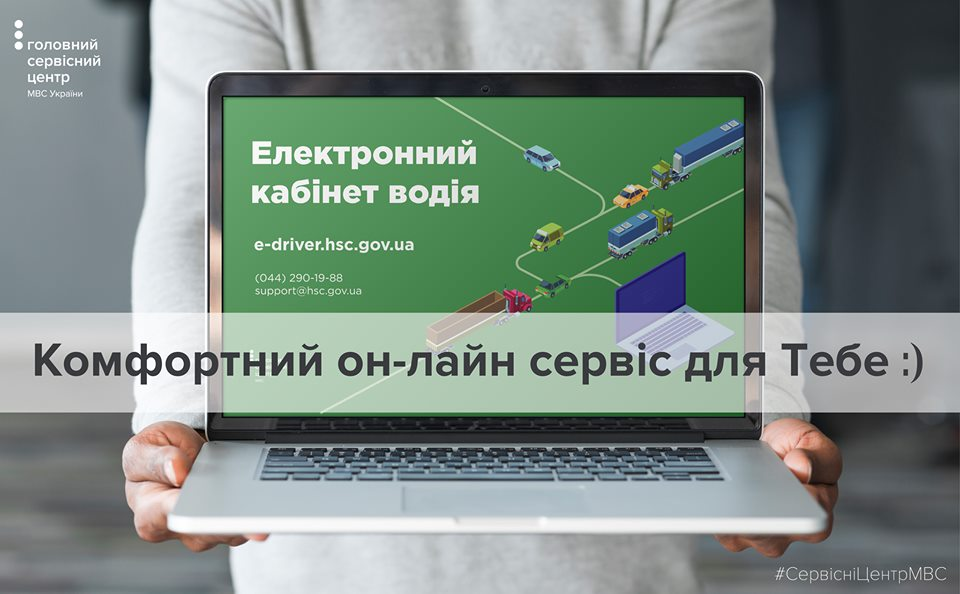 головний
сервісний
центр
МВС України
Електронний
кабінет водія
e-driver.hsc.gov.ua
(044) 290-19-88
support@hsc.gov.ua
Комфортний он-лайн сервіс для Тебе :)
#СервісніЦентрМВС